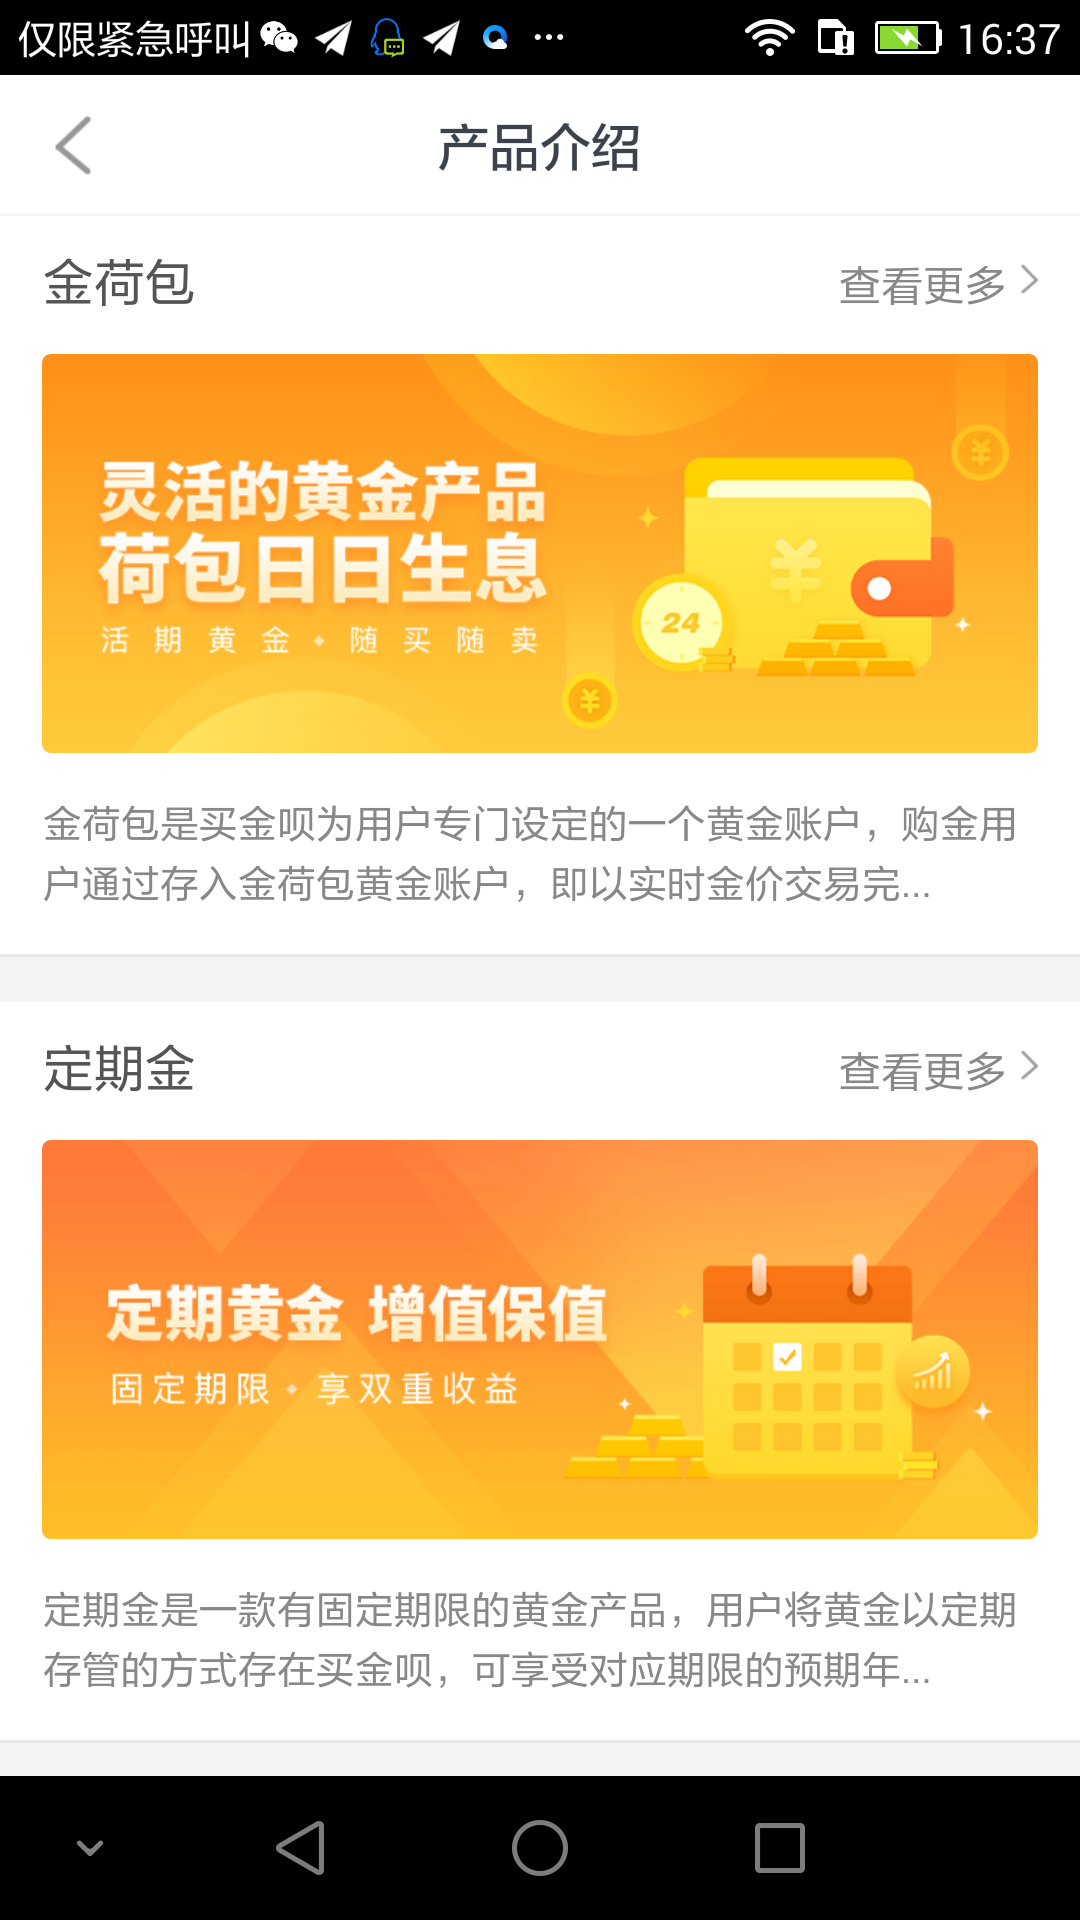 仅限紧急呼叫 ... 16:37
产品介绍
金荷包
查看更多
灵活的黄金产品
荷包日日生息
活期黄金◆随买随卖
24
金荷包是买金呗为用户专门设定的一个黄金账户，购金用
户通过存入金荷包黄金账户，即以实时金价交易完...
定期金
查看更多
定期黄金 增值保值
固定期限◆享双重收益
定期金是一款有固定期限的黄金产品，用户将黄金以定期
存管的方式存在买金呗，可享受对应期限的预期年...